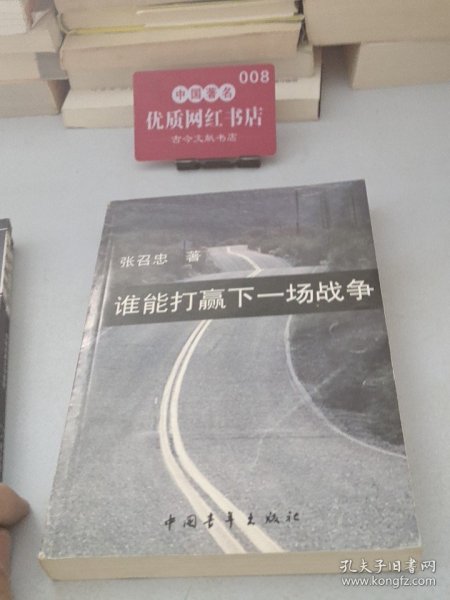 008
中国著名
优质网红书店
古今文献书店
张召忠 著
谁能打赢下一场战争
中国青年出版社
孔夫子旧书网
www.kongfz.com